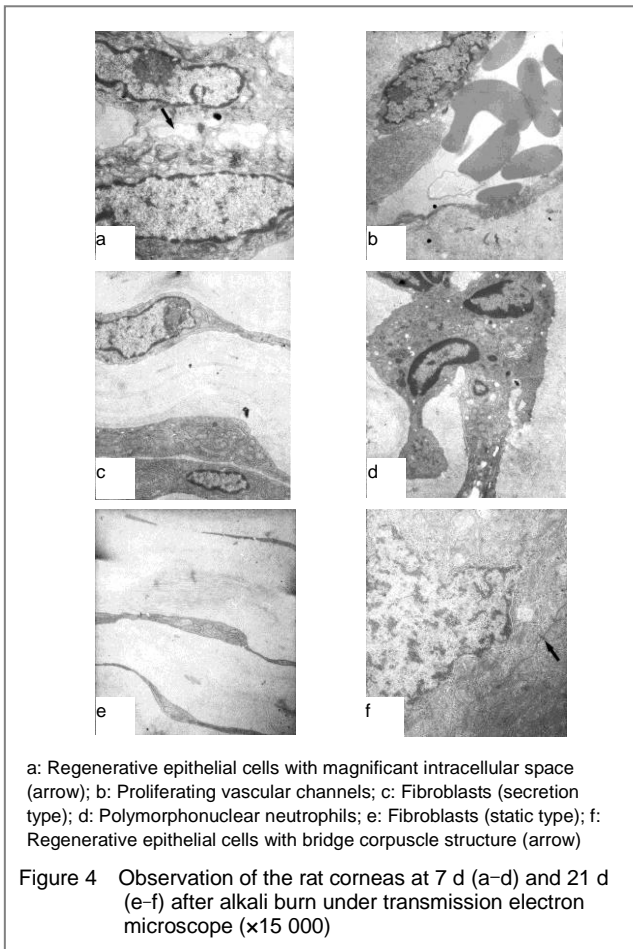 a
b
c
d
e
f
a: Regenerative epithelial cells with magnificant intracellular space
(arrow); b: Proliferating vascular channels; c: Fibroblasts (secretion
type); d: Polymorphonuclear neutrophils; e: Fibroblasts (static type); f:
Regenerative epithelial cells with bridge corpuscle structure (arrow)
Figure 4 Observation of the rat corneas at 7 d (a−d) and 21 d
(e−f) after alkali burn under transmission electron
microscope (×15 000)